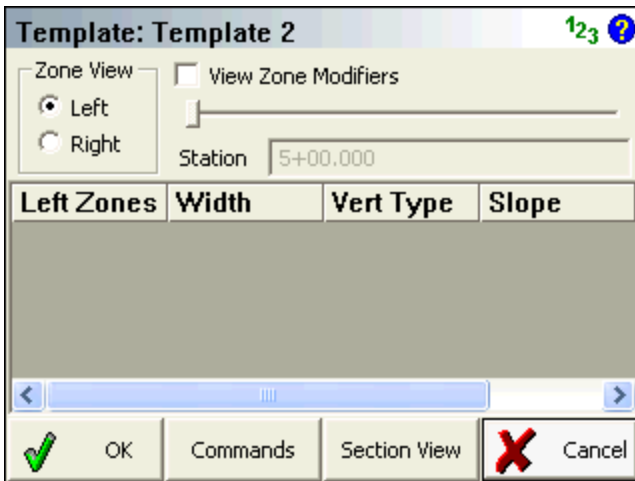 Template: Template 2 123
Zone View
View Zone Modifiers
Left
Right
Station 5+00.000
Left Zones Width Vert Type Slope
OK Commands Section View Cancel